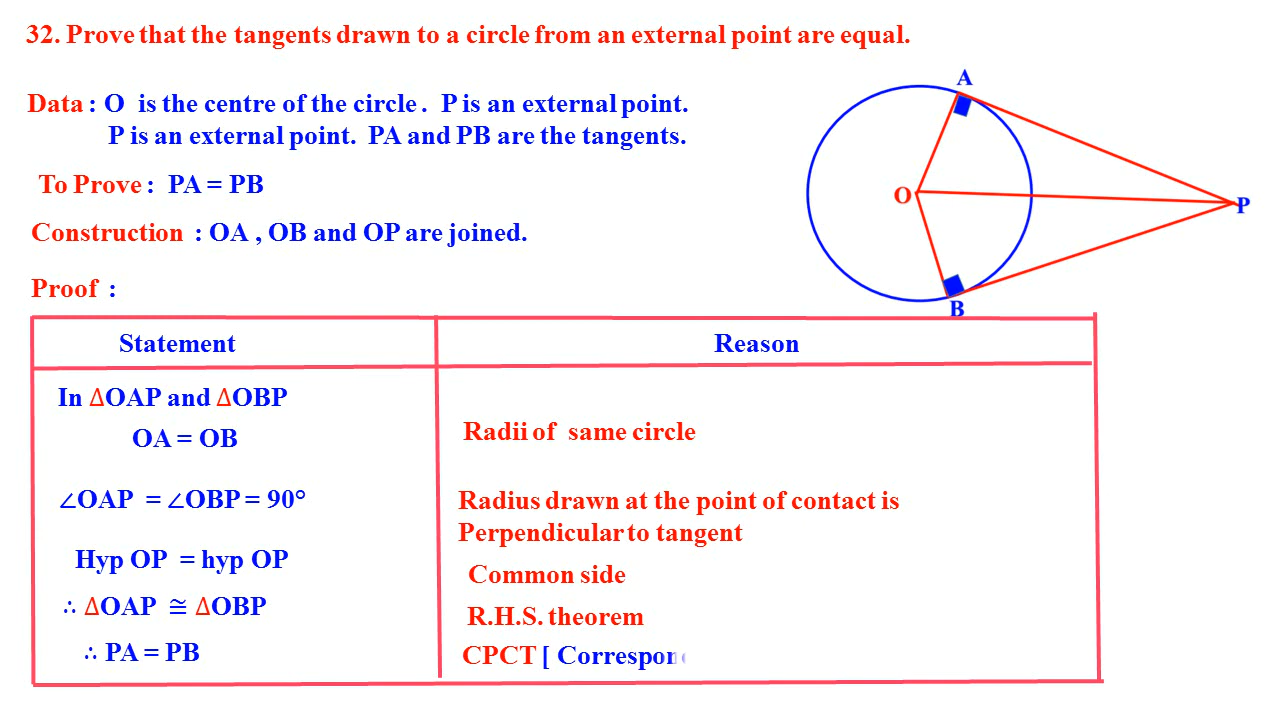 32. Prove that the tangents drawn to a circle from an external point are equal.
Data : O is the centre of the circle . P is an external point.
P is an external point. PA and PB are the tangents.
To Prove : PA = PB
Construction : OA , OB and OP are joined.
Proof :
A
O
P
B
Statement Reason
In ΔOAP and ΔOBP
OA = OB Radii of same circle
∠OAP = ∠OBP = 90° Radius drawn at the point of contact is
Perpendicular to tangent
Hyp OP = hyp OP Common side
∴ ΔOAP ≅ ΔOBP R.H.S. theorem
∴ PA = PB CPCT [